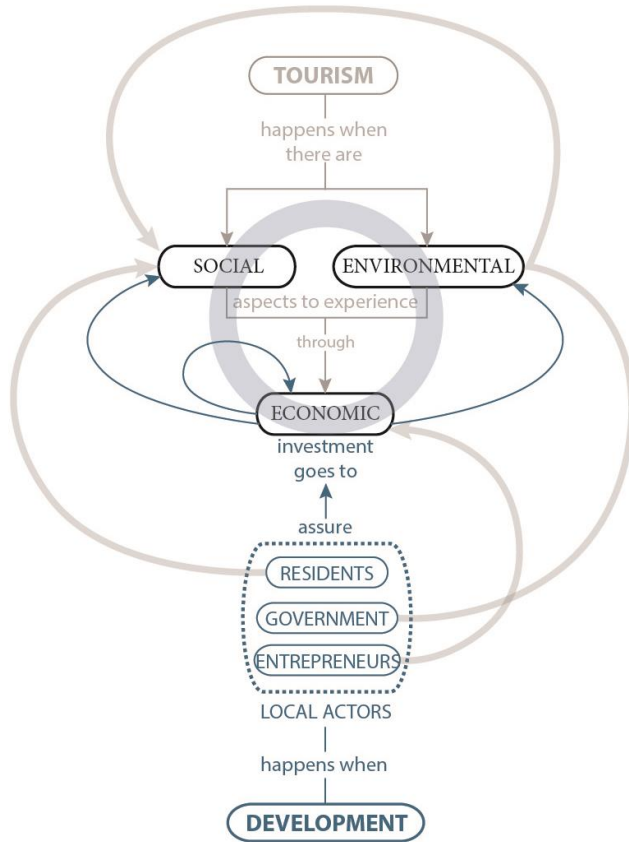 TOURISM
happens when
there are
SOCIAL
ENVIRONMENTAL
aspects to experience
through
ECONOMIC
investment
goes to
assure
RESIDENTS
GOVERNMENT
ENTREPRENEURS
LOCAL ACTORS
happens when
DEVELOPMENT